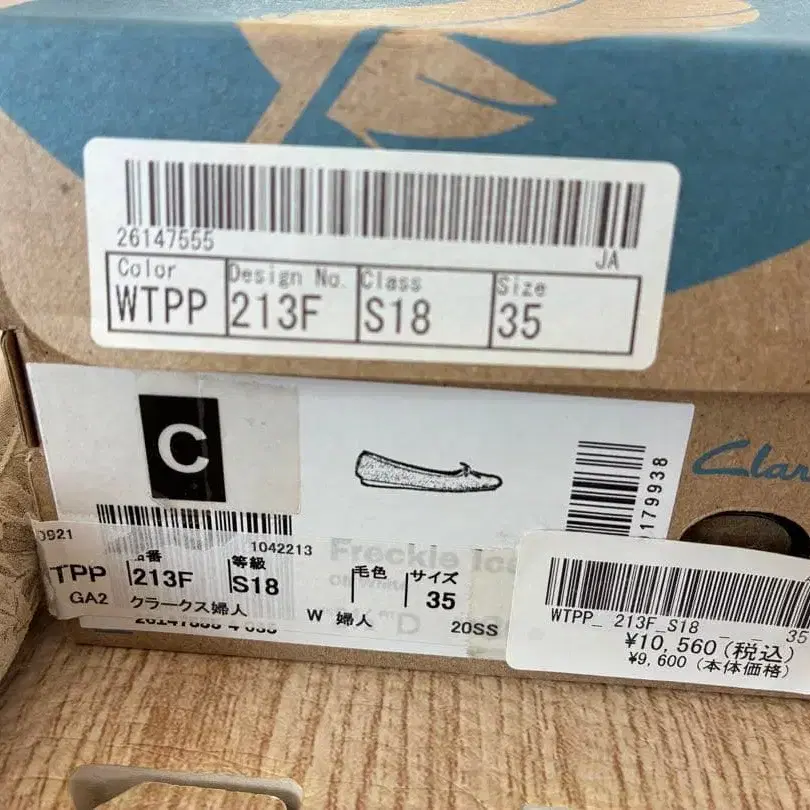 26147555
JA
Color Design No. Class Size
WTPP 213F S18 35
C
Clar
179938
0921
1042213
Freckle Ice
品番 等級 毛色 サイズ
TPP 213F S18 35
GA2 クラークス婦人 W 婦人 20SS
D
WTPP_ 213F_S18 _ _ 35
¥10,560(税込)
¥9,600(本体価格)